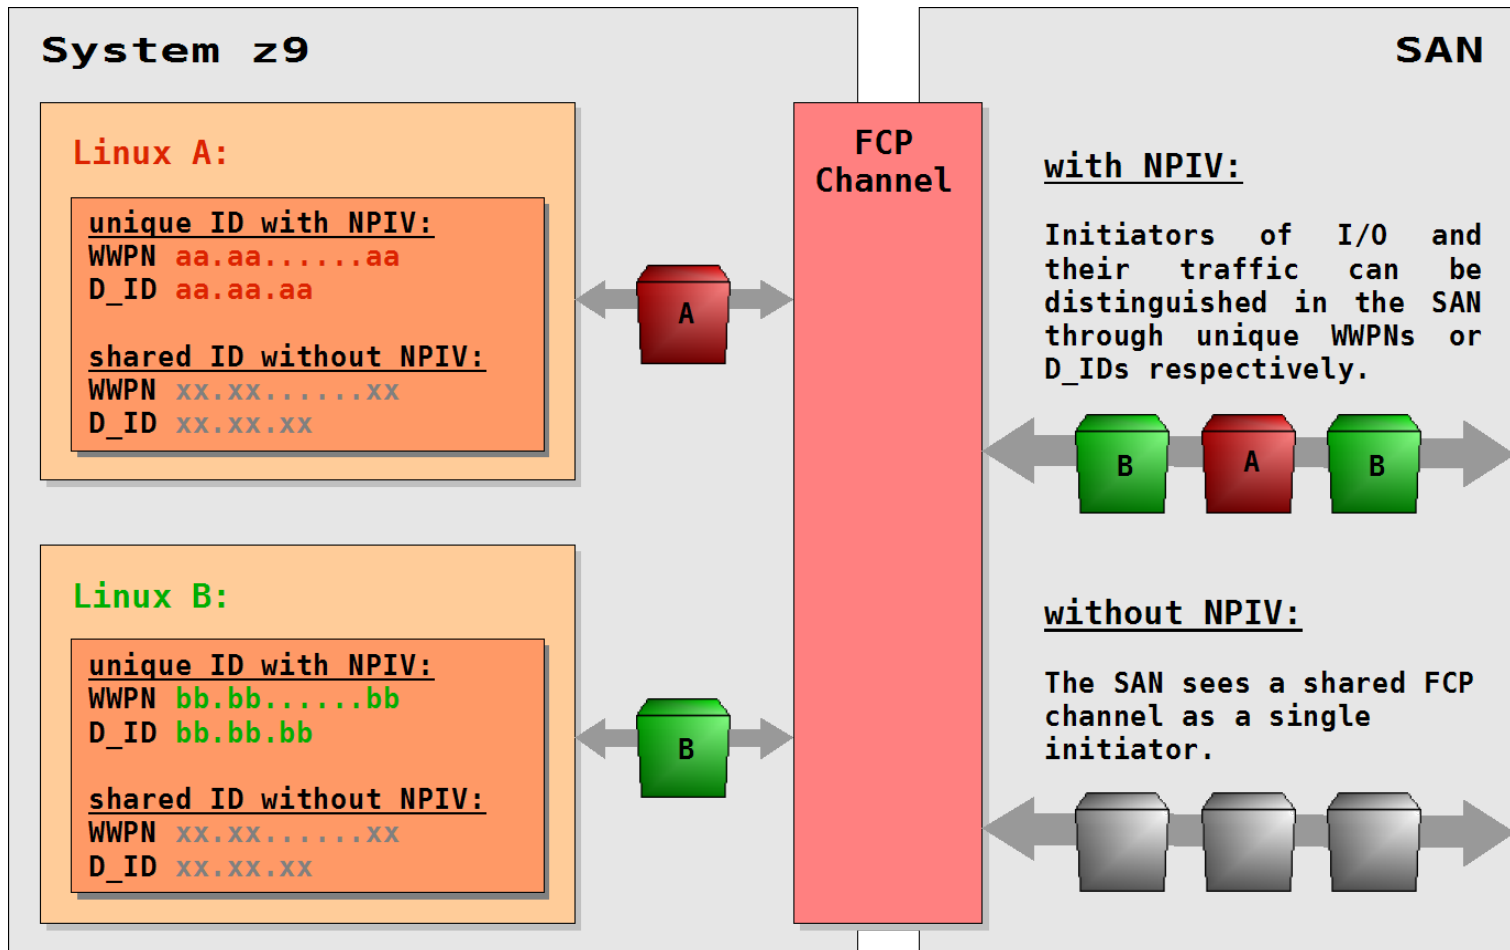 System z9
Linux A:
unique ID with NPIV:
WWPN aa.aa......aa
D_ID aa.aa.aa
shared ID without NPIV:
WWPN xx.xx......xx
D_ID xx.xx.xx
A
Linux B:
unique ID with NPIV:
WWPN bb.bb......bb
D_ID bb.bb.bb
shared ID without NPIV:
WWPN xx.xx......xx
D_ID xx.xx.xx
B
FCP
Channel
SAN
with NPIV:
Initiators of I/O and
their traffic can be
distinguished in the SAN
through unique WWPNs or
D_IDs respectively.
B A B
without NPIV:
The SAN sees a shared FCP
channel as a single
initiator.